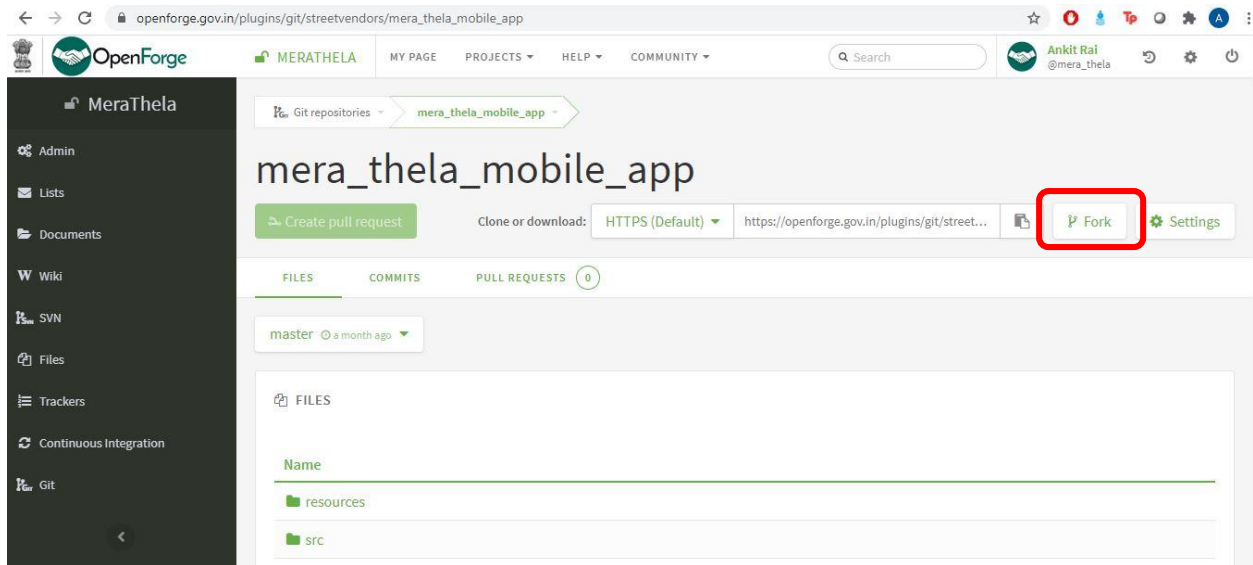 openforge.gov.in/plugins/git/streetvendors/mera_thela_mobile_app
Tp
A
OpenForge
MERATHELA
MY PAGE
PROJECTS
HELP
COMMUNITY
Search
Ankit Rai
@mera_thela
MeraThela
Admin
Lists
Documents
W Wiki
SVN
Files
Trackers
Continuous Integration
Git
Git repositories
mera_thela_mobile_app
mera_thela_mobile_app
Create pull request
Clone or download:
HTTPS (Default)
https://openforge.gov.in/plugins/git/street...
Fork
Settings
FILES
COMMITS
PULL REQUESTS 0
master a month ago
FILES
Name
resources
src